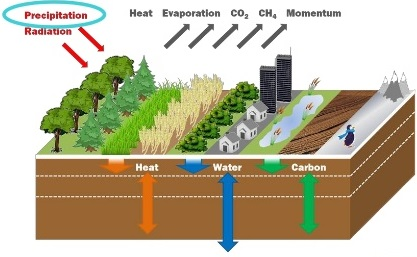 Precipitation
Radiation
Heat Evaporation CO₂ CH₄ Momentum
Heat Water Carbon